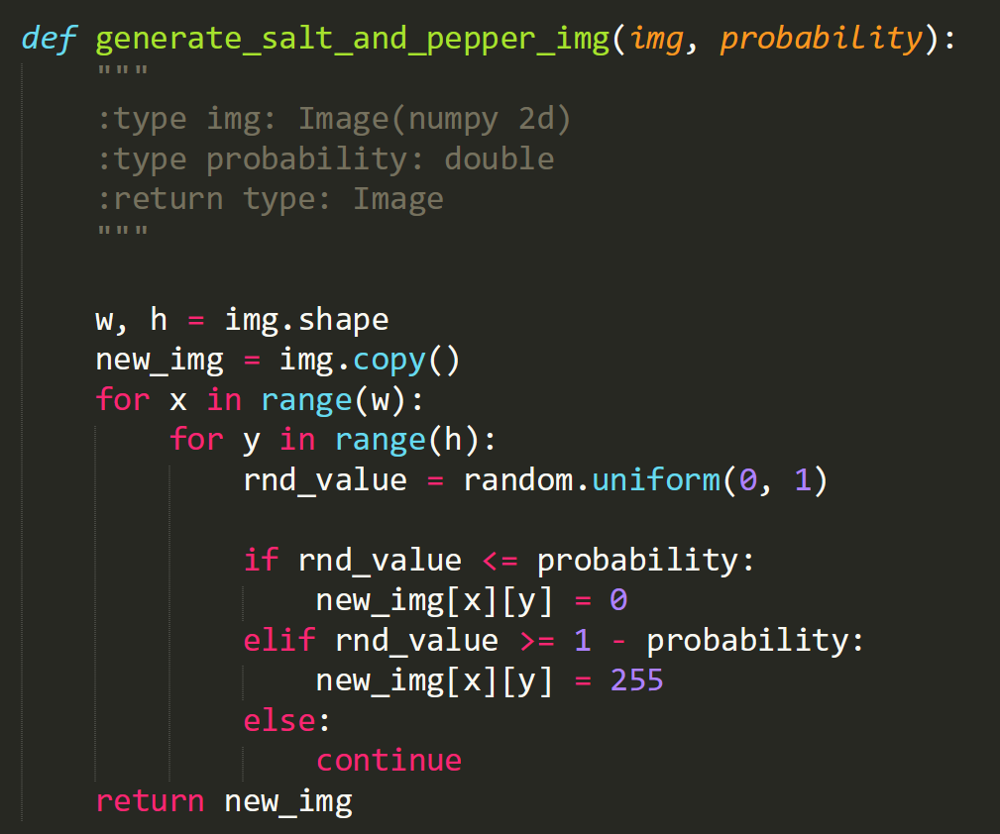 def generate_salt_and_pepper_img(img, probability):
    """
    :type img: Image(numpy 2d)
    :type probability: double
    :return type: Image
    """

    w, h = img.shape
    new_img = img.copy()
    for x in range(w):
        for y in range(h):
            rnd_value = random.uniform(0, 1)

            if rnd_value <= probability:
                new_img[x][y] = 0
            elif rnd_value >= 1 - probability:
                new_img[x][y] = 255
            else:
                continue
    return new_img